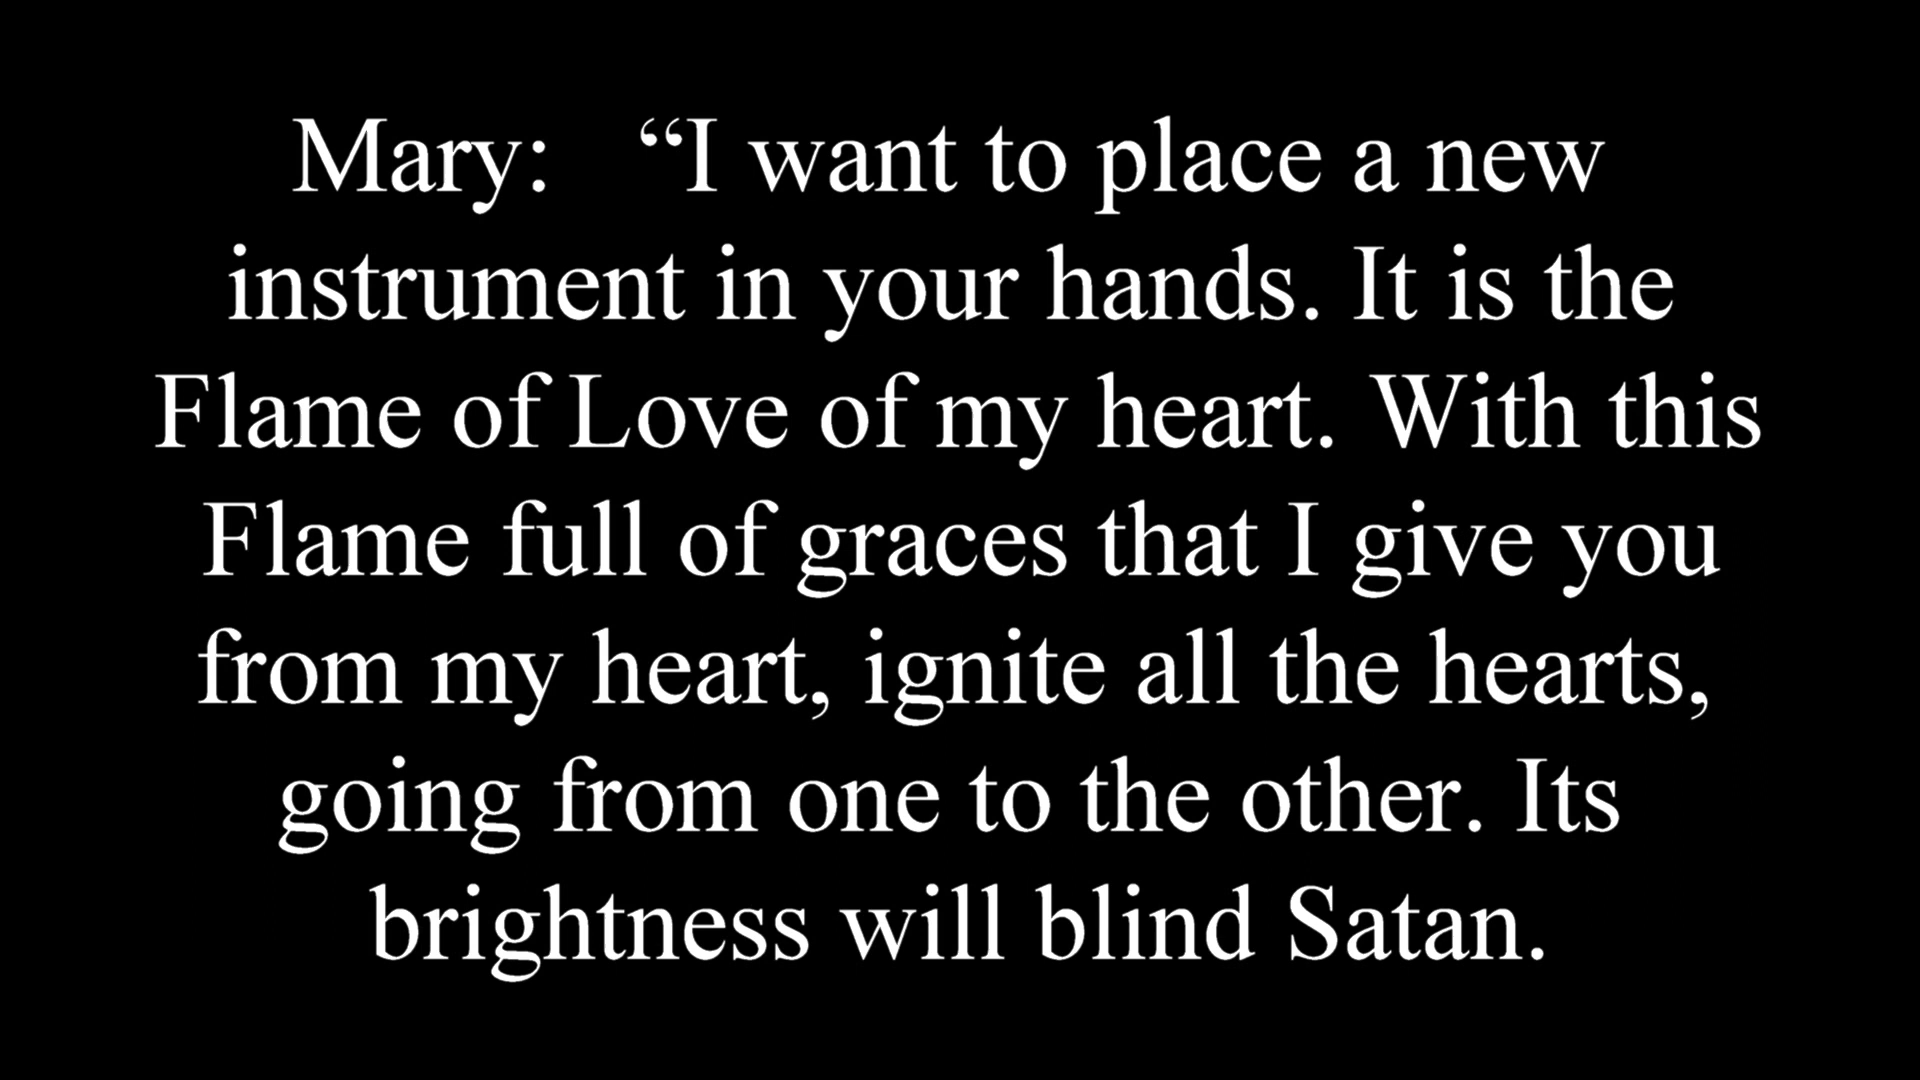 Mary:   “I want to place a new
instrument in your hands. It is the
Flame of Love of my heart. With this
Flame full of graces that I give you
from my heart, ignite all the hearts,
going from one to the other. Its
brightness will blind Satan.